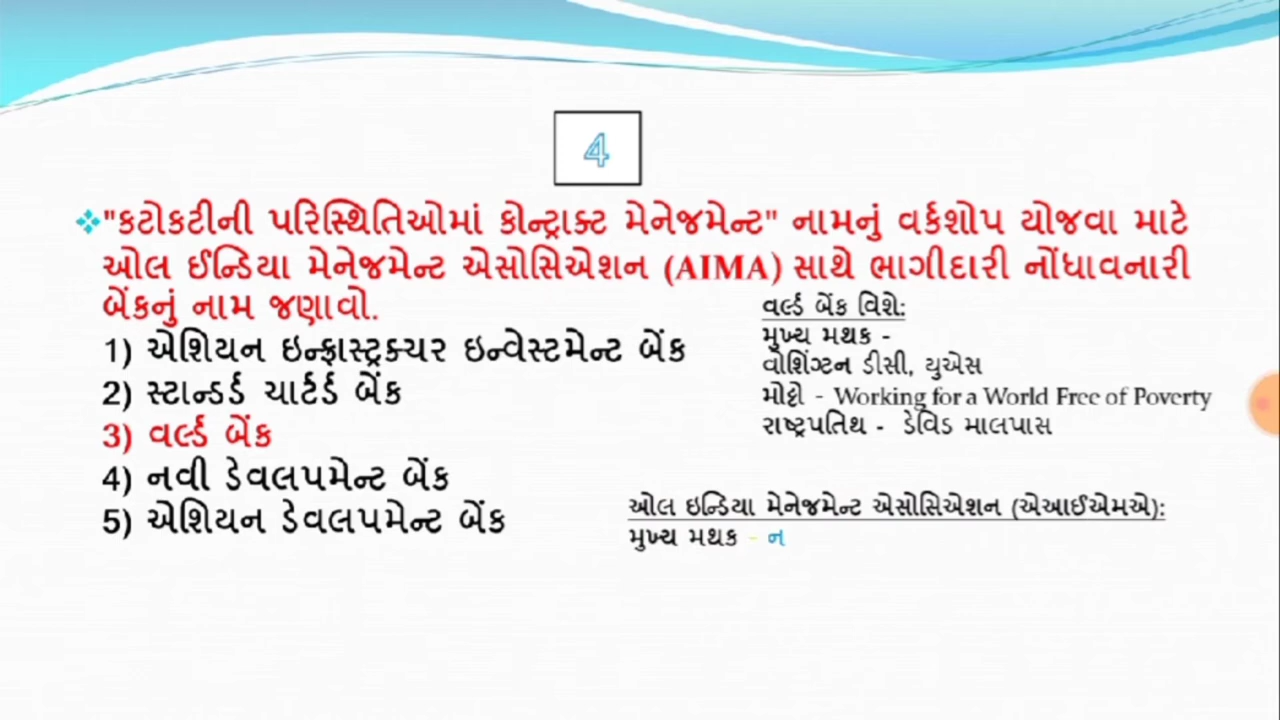 4
"કટોકટીની પરિસ્થિતિઓમાં કોન્ટ્રાક્ટ મેનેજમેન્ટ" નામનું વર્કશોપ યોજવા માટે
ઓલ ઈન્ડિયા મેનેજમેન્ટ એસોસિએશન (AIMA) સાથે ભાગીદારી નોંધાવનારી
બેંકનું નામ જણાવો.
1) એશિયન ઇન્ફ્રાસ્ટ્રક્ચર ઇન્વેસ્ટમેન્ટ બેંક
2) સ્ટાન્ડર્ડ ચાર્ટર્ડ બેંક
3) વર્લ્ડ બેંક
4) નવી ડેવલપમેન્ટ બેંક
5) એશિયન ડેવલપમેન્ટ બેંક
વર્લ્ડ બેંક વિશે:
મુખ્ય મથક -
વોશિંગ્ટન ડીસી, યુએસ
મોટ્ટો - Working for a World Free of Poverty
રાષ્ટ્રપતિથ - ડેવિડ માલપાસ
ઓલ ઇન્ડિયા મેનેજમેન્ટ એસોસિએશન (એઆઈએમએ):
મુખ્ય મથક - ન